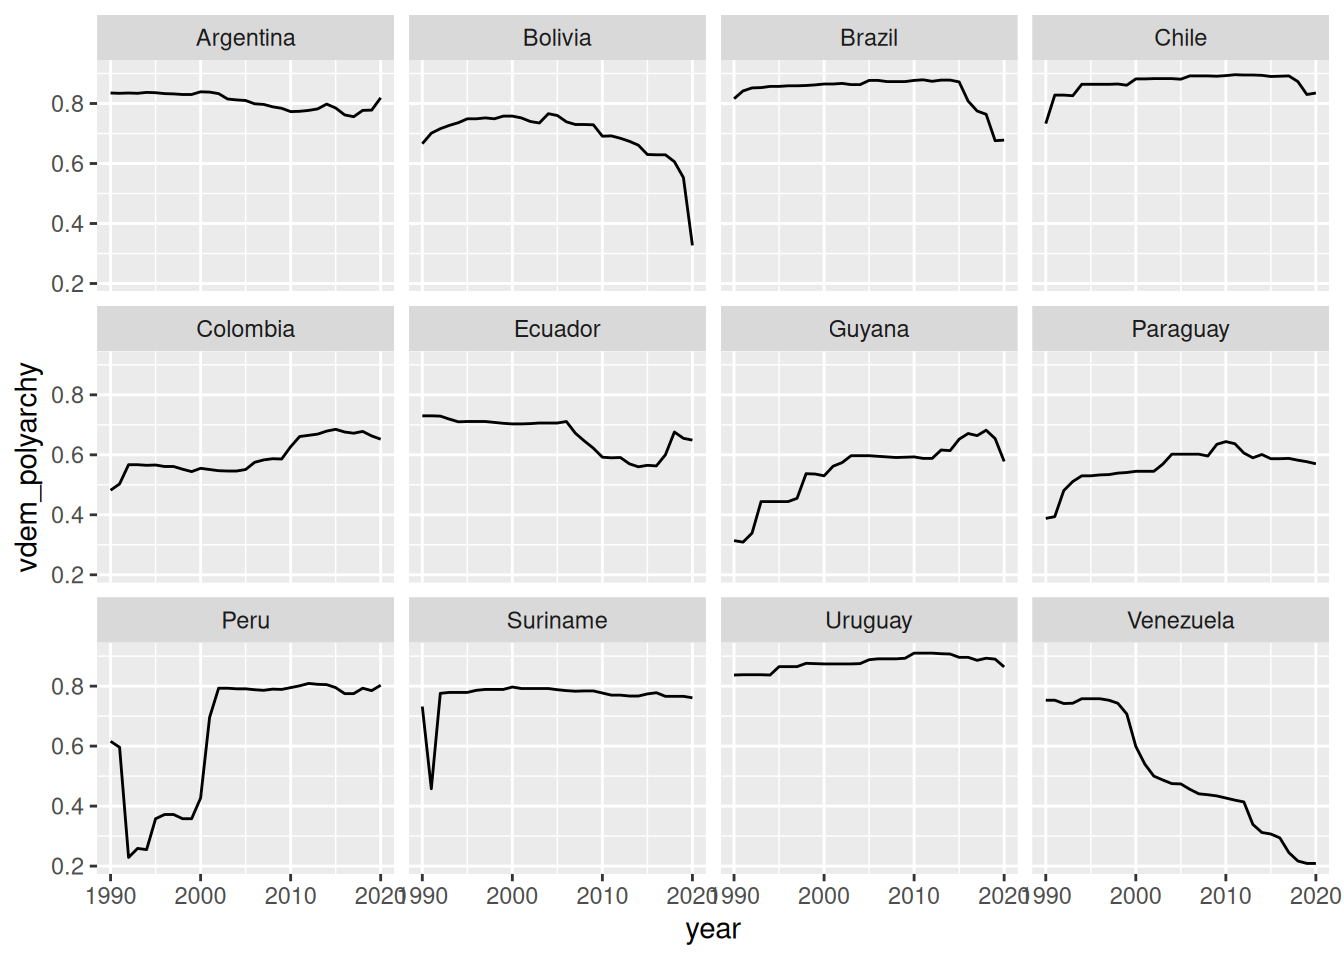 Argentina Bolivia Brazil Chile
0.8
0.6
0.4
0.2
Colombia Ecuador Guyana Paraguay
0.8
0.6
0.4
0.2
vdem_polyarchy
Peru Suriname Uruguay Venezuela
0.8
0.6
0.4
0.2
1990 2000 2010 2020 1990 2000 2010 2020 1990 2000 2010 2020 1990 2000 2010 2020
year